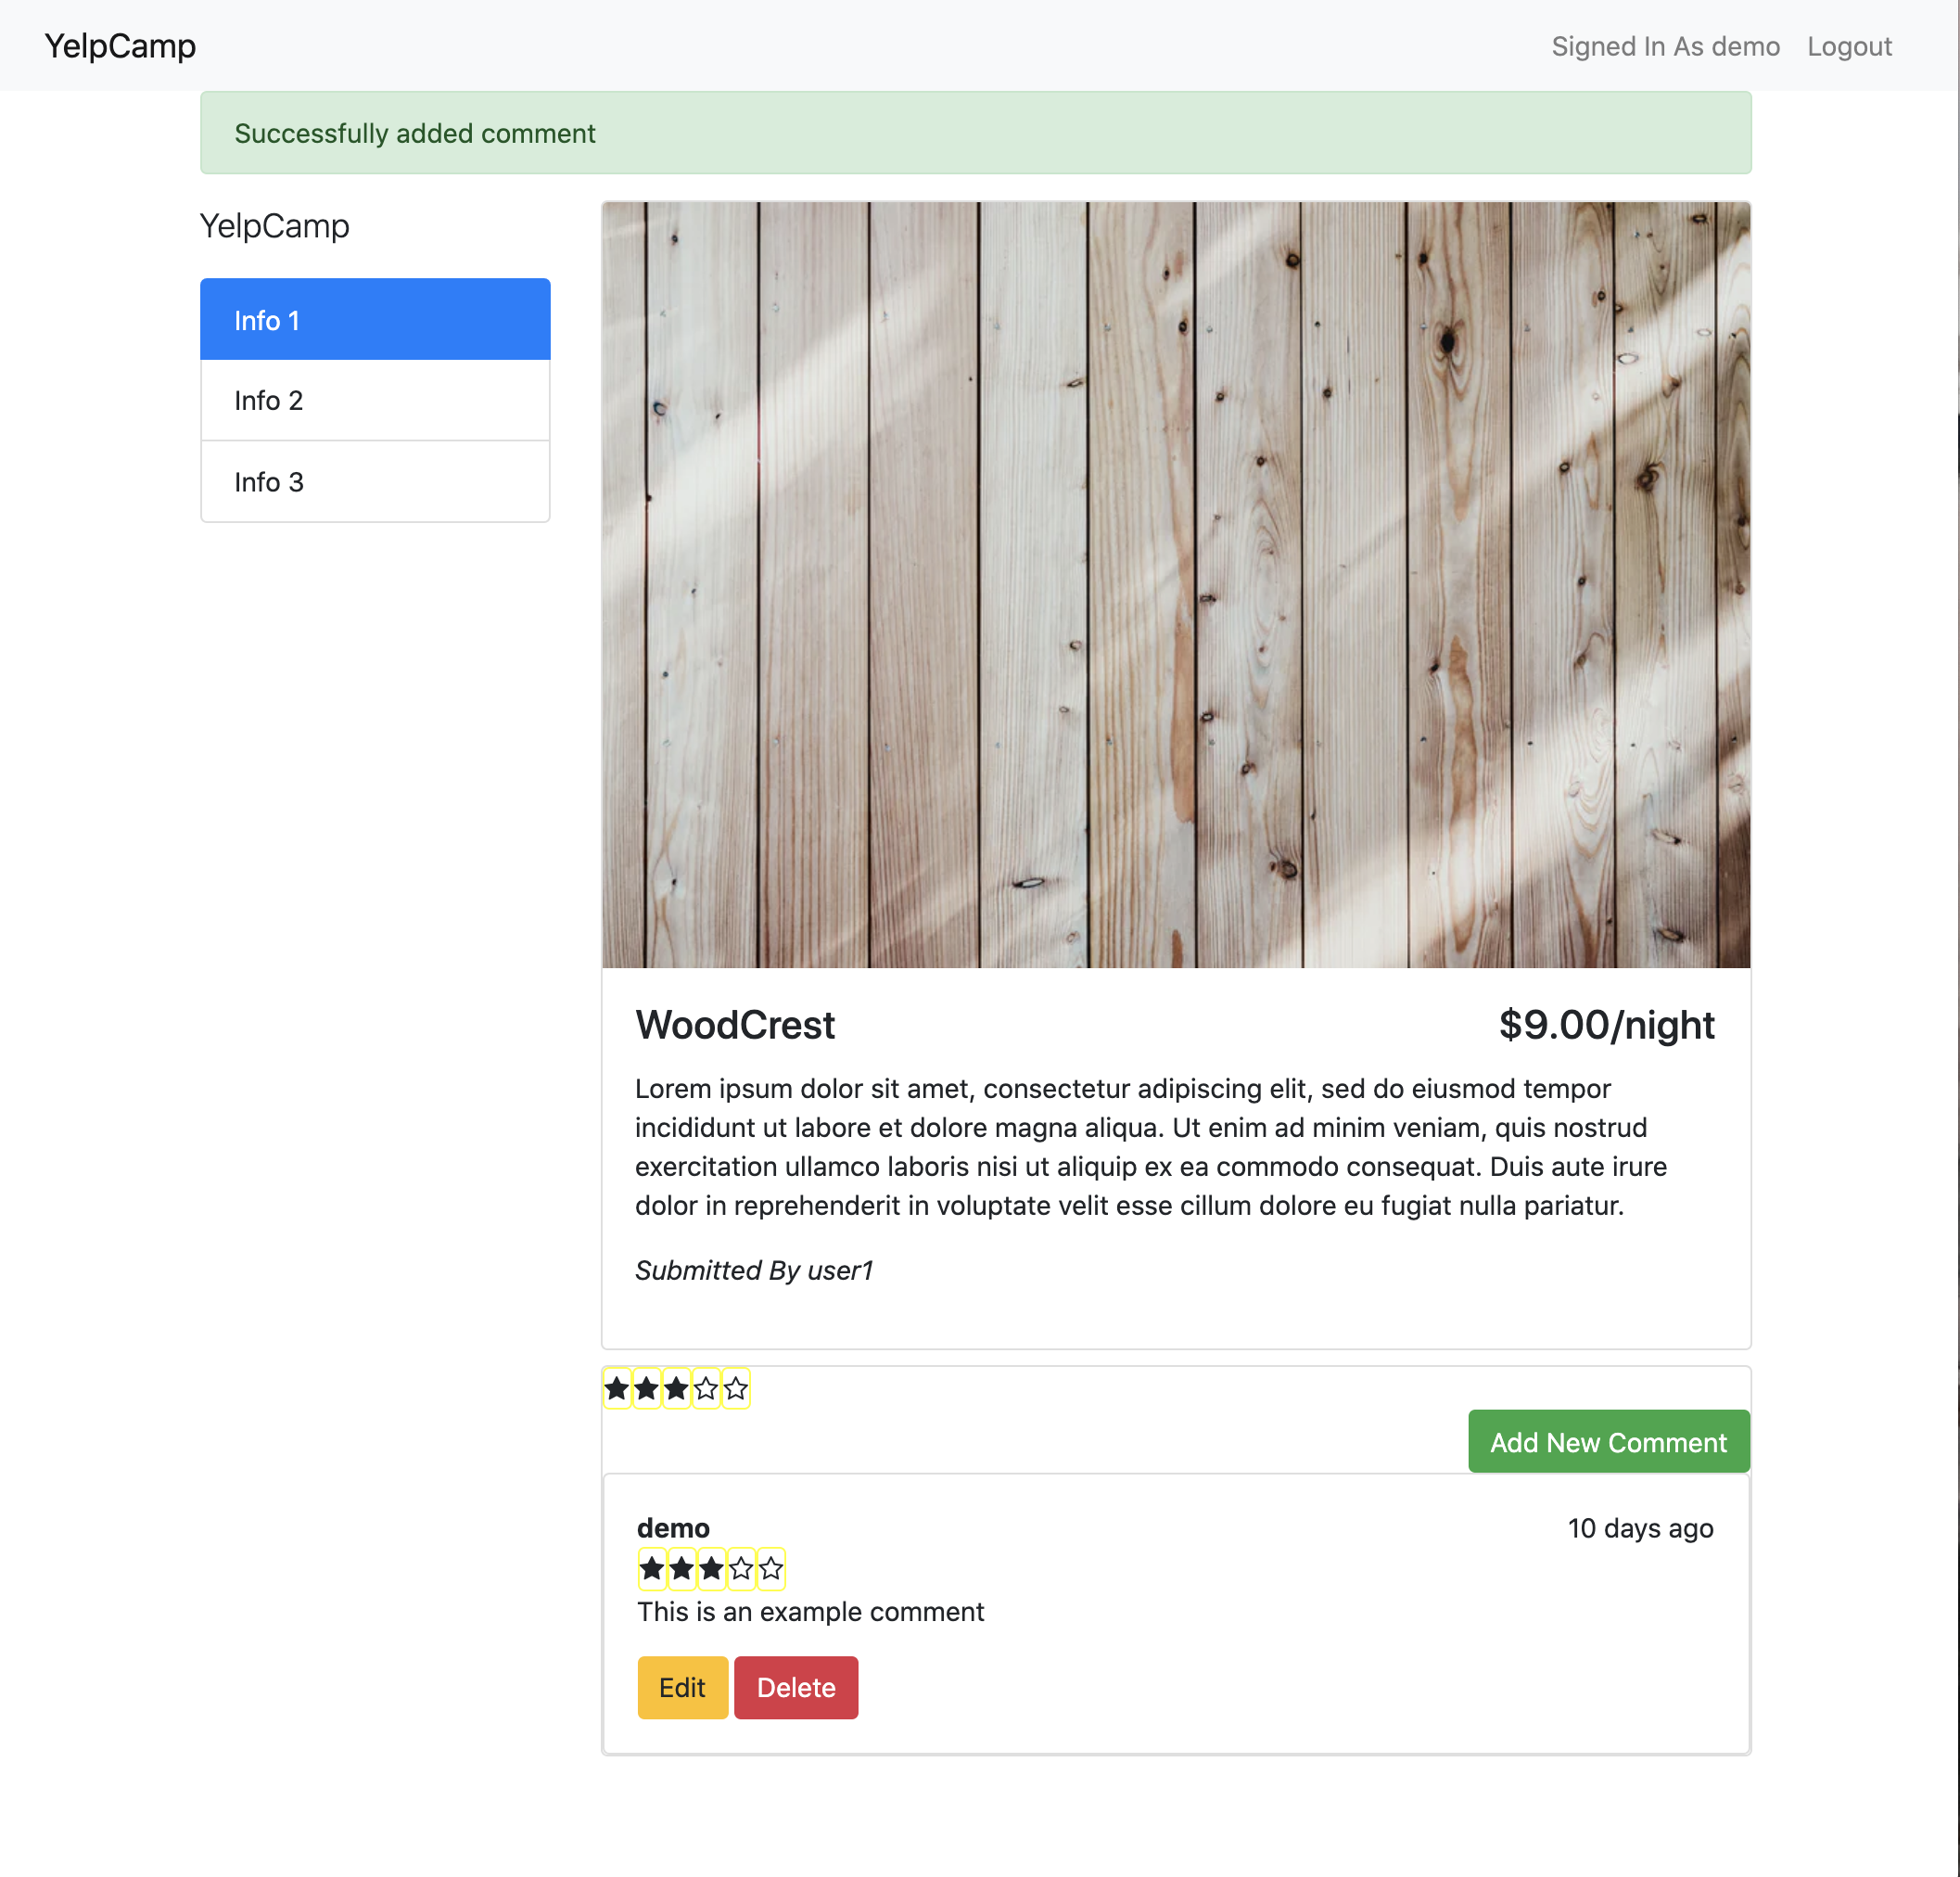 YelpCamp
Signed In As demo Logout
Successfully added comment
YelpCamp
Info 1
Info 2
Info 3
WoodCrest
$9.00/night
Lorem ipsum dolor sit amet, consectetur adipiscing elit, sed do eiusmod tempor
incididunt ut labore et dolore magna aliqua. Ut enim ad minim veniam, quis nostrud
exercitation ullamco laboris nisi ut aliquip ex ea commodo consequat. Duis aute irure
dolor in reprehenderit in voluptate velit esse cillum dolore eu fugiat nulla pariatur.
Submitted By user1
Add New Comment
demo
10 days ago
This is an example comment
Edit
Delete